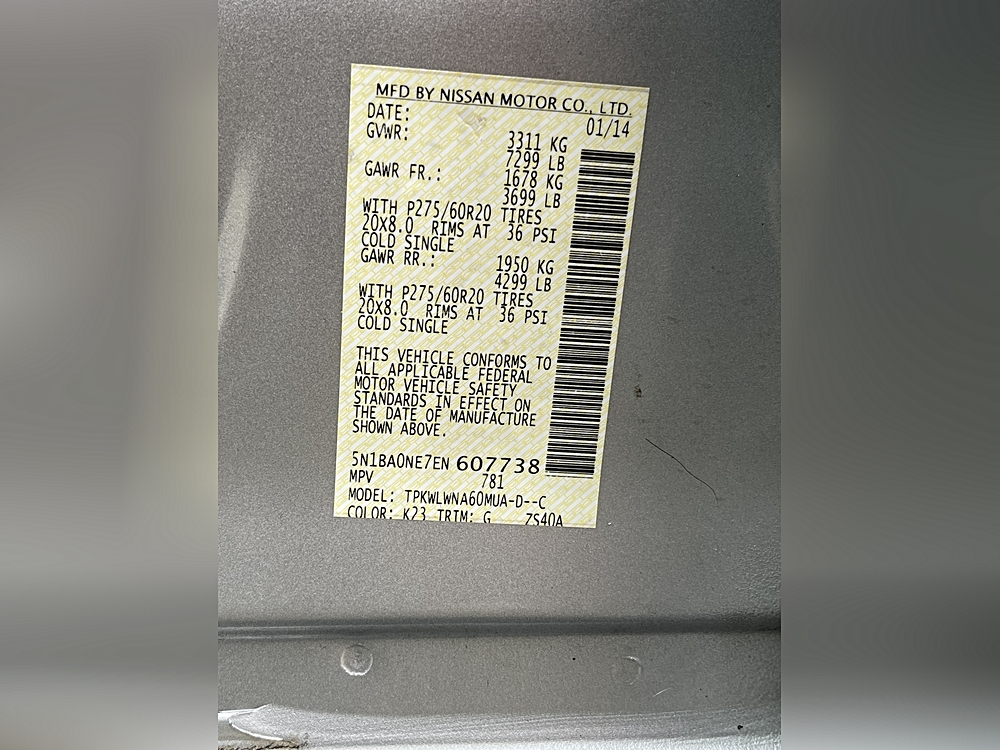 MFD BY NISSAN MOTOR CO., LTD.
DATE: 01/14
GVWR: 3311 KG
7299 LB
GAWR FR.: 1678 KG
3699 LB
WITH P275/60R20 TIRES
20X8.0 RIMS AT 36 PSI
COLD SINGLE
GAWR RR.: 1950 KG
4299 LB
WITH P275/60R20 TIRES
20X8.0 RIMS AT 36 PSI
COLD SINGLE
THIS VEHICLE CONFORMS TO
ALL APPLICABLE FEDERAL
MOTOR VEHICLE SAFETY
STANDARDS IN EFFECT ON
THE DATE OF MANUFACTURE
SHOWN ABOVE.
5N1BA0NE7EN 607738
MPV 781
MODEL: TPKWLWNA60MUA-D--C
COLOR: K23 TRIM: G ZS40A